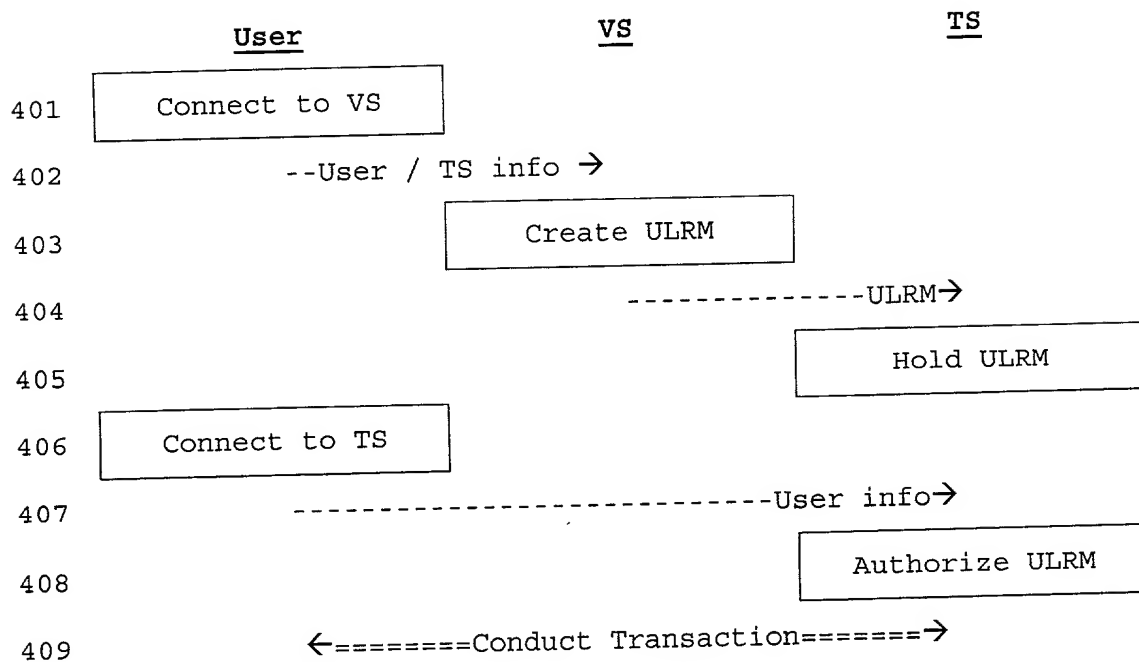 User VS TS
401 Connect to VS
402 --User / TS info →
403 Create ULRM
404 --------------ULRM→
405 Hold ULRM
406 Connect to TS
407 ----------------------------User info→
408 Authorize ULRM
409 ←========Conduct Transaction=======→